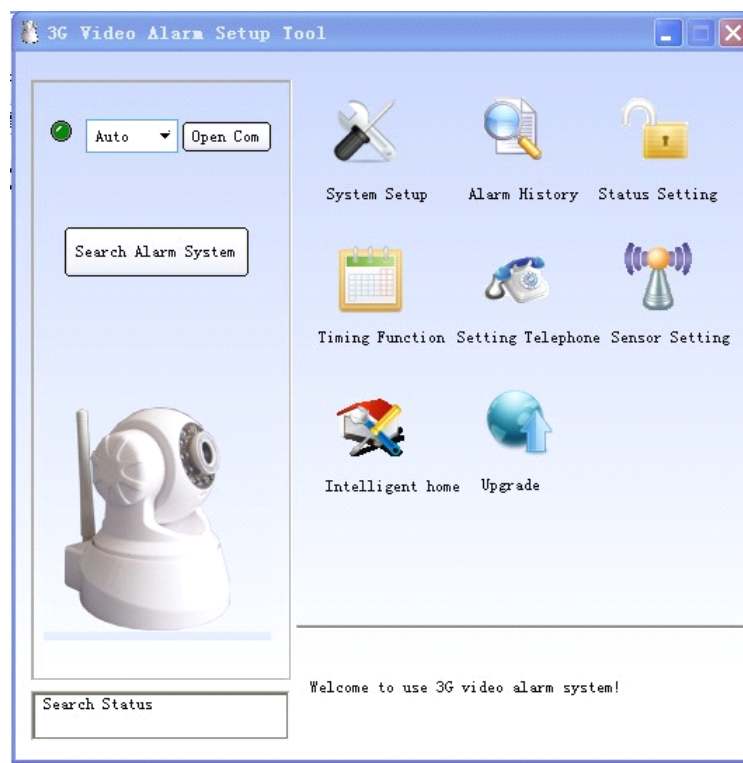 3G Video Alarm Setup Tool
Auto
Open Com
Search Alarm System
System Setup
Alarm History
Status Setting
Timing Function
Setting Telephone
Sensor Setting
Intelligent home
Upgrade
Welcome to use 3G video alarm system!
Search Status